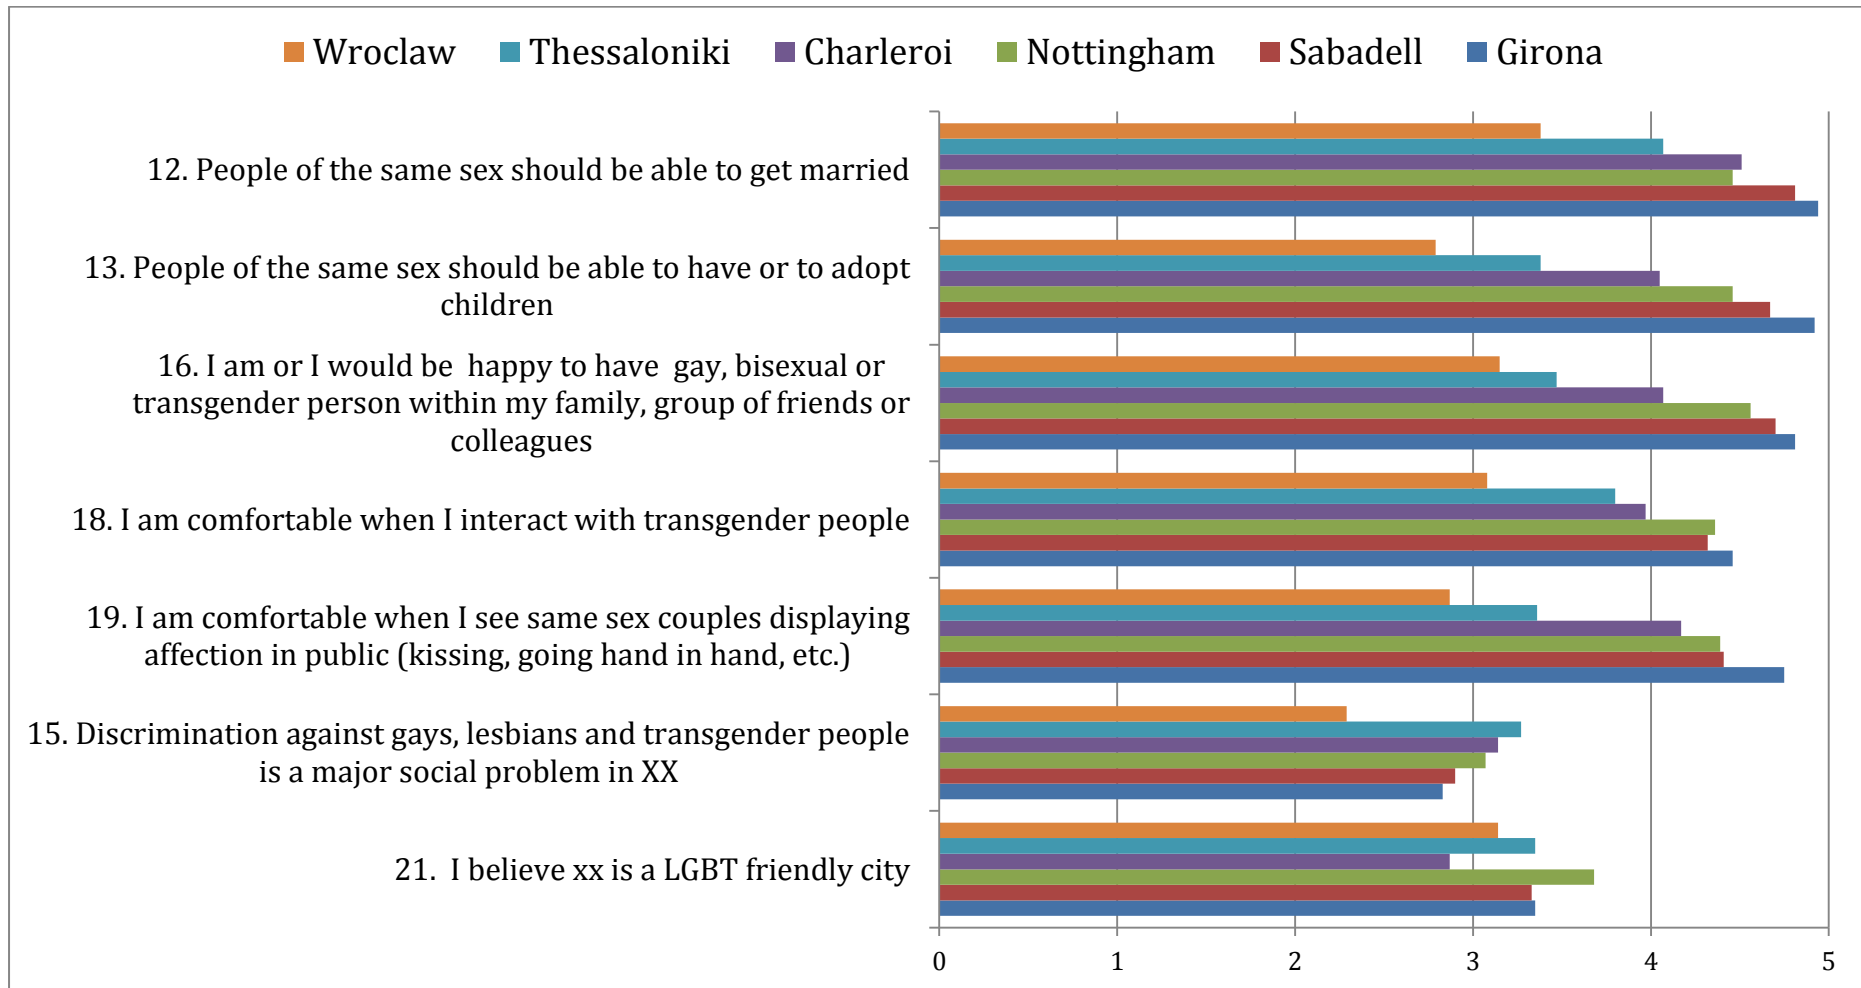 Wroclaw Thessaloniki Charleroi Nottingham Sabadell Girona
12. People of the same sex should be able to get married
13. People of the same sex should be able to have or to adopt
children
16. I am or I would be  happy to have  gay, bisexual or
transgender person within my family, group of friends or
colleagues
18. I am comfortable when I interact with transgender people
19. I am comfortable when I see same sex couples displaying
affection in public (kissing, going hand in hand, etc.)
15. Discrimination against gays, lesbians and transgender people
is a major social problem in XX
21.  I believe xx is a LGBT friendly city
0 1 2 3 4 5